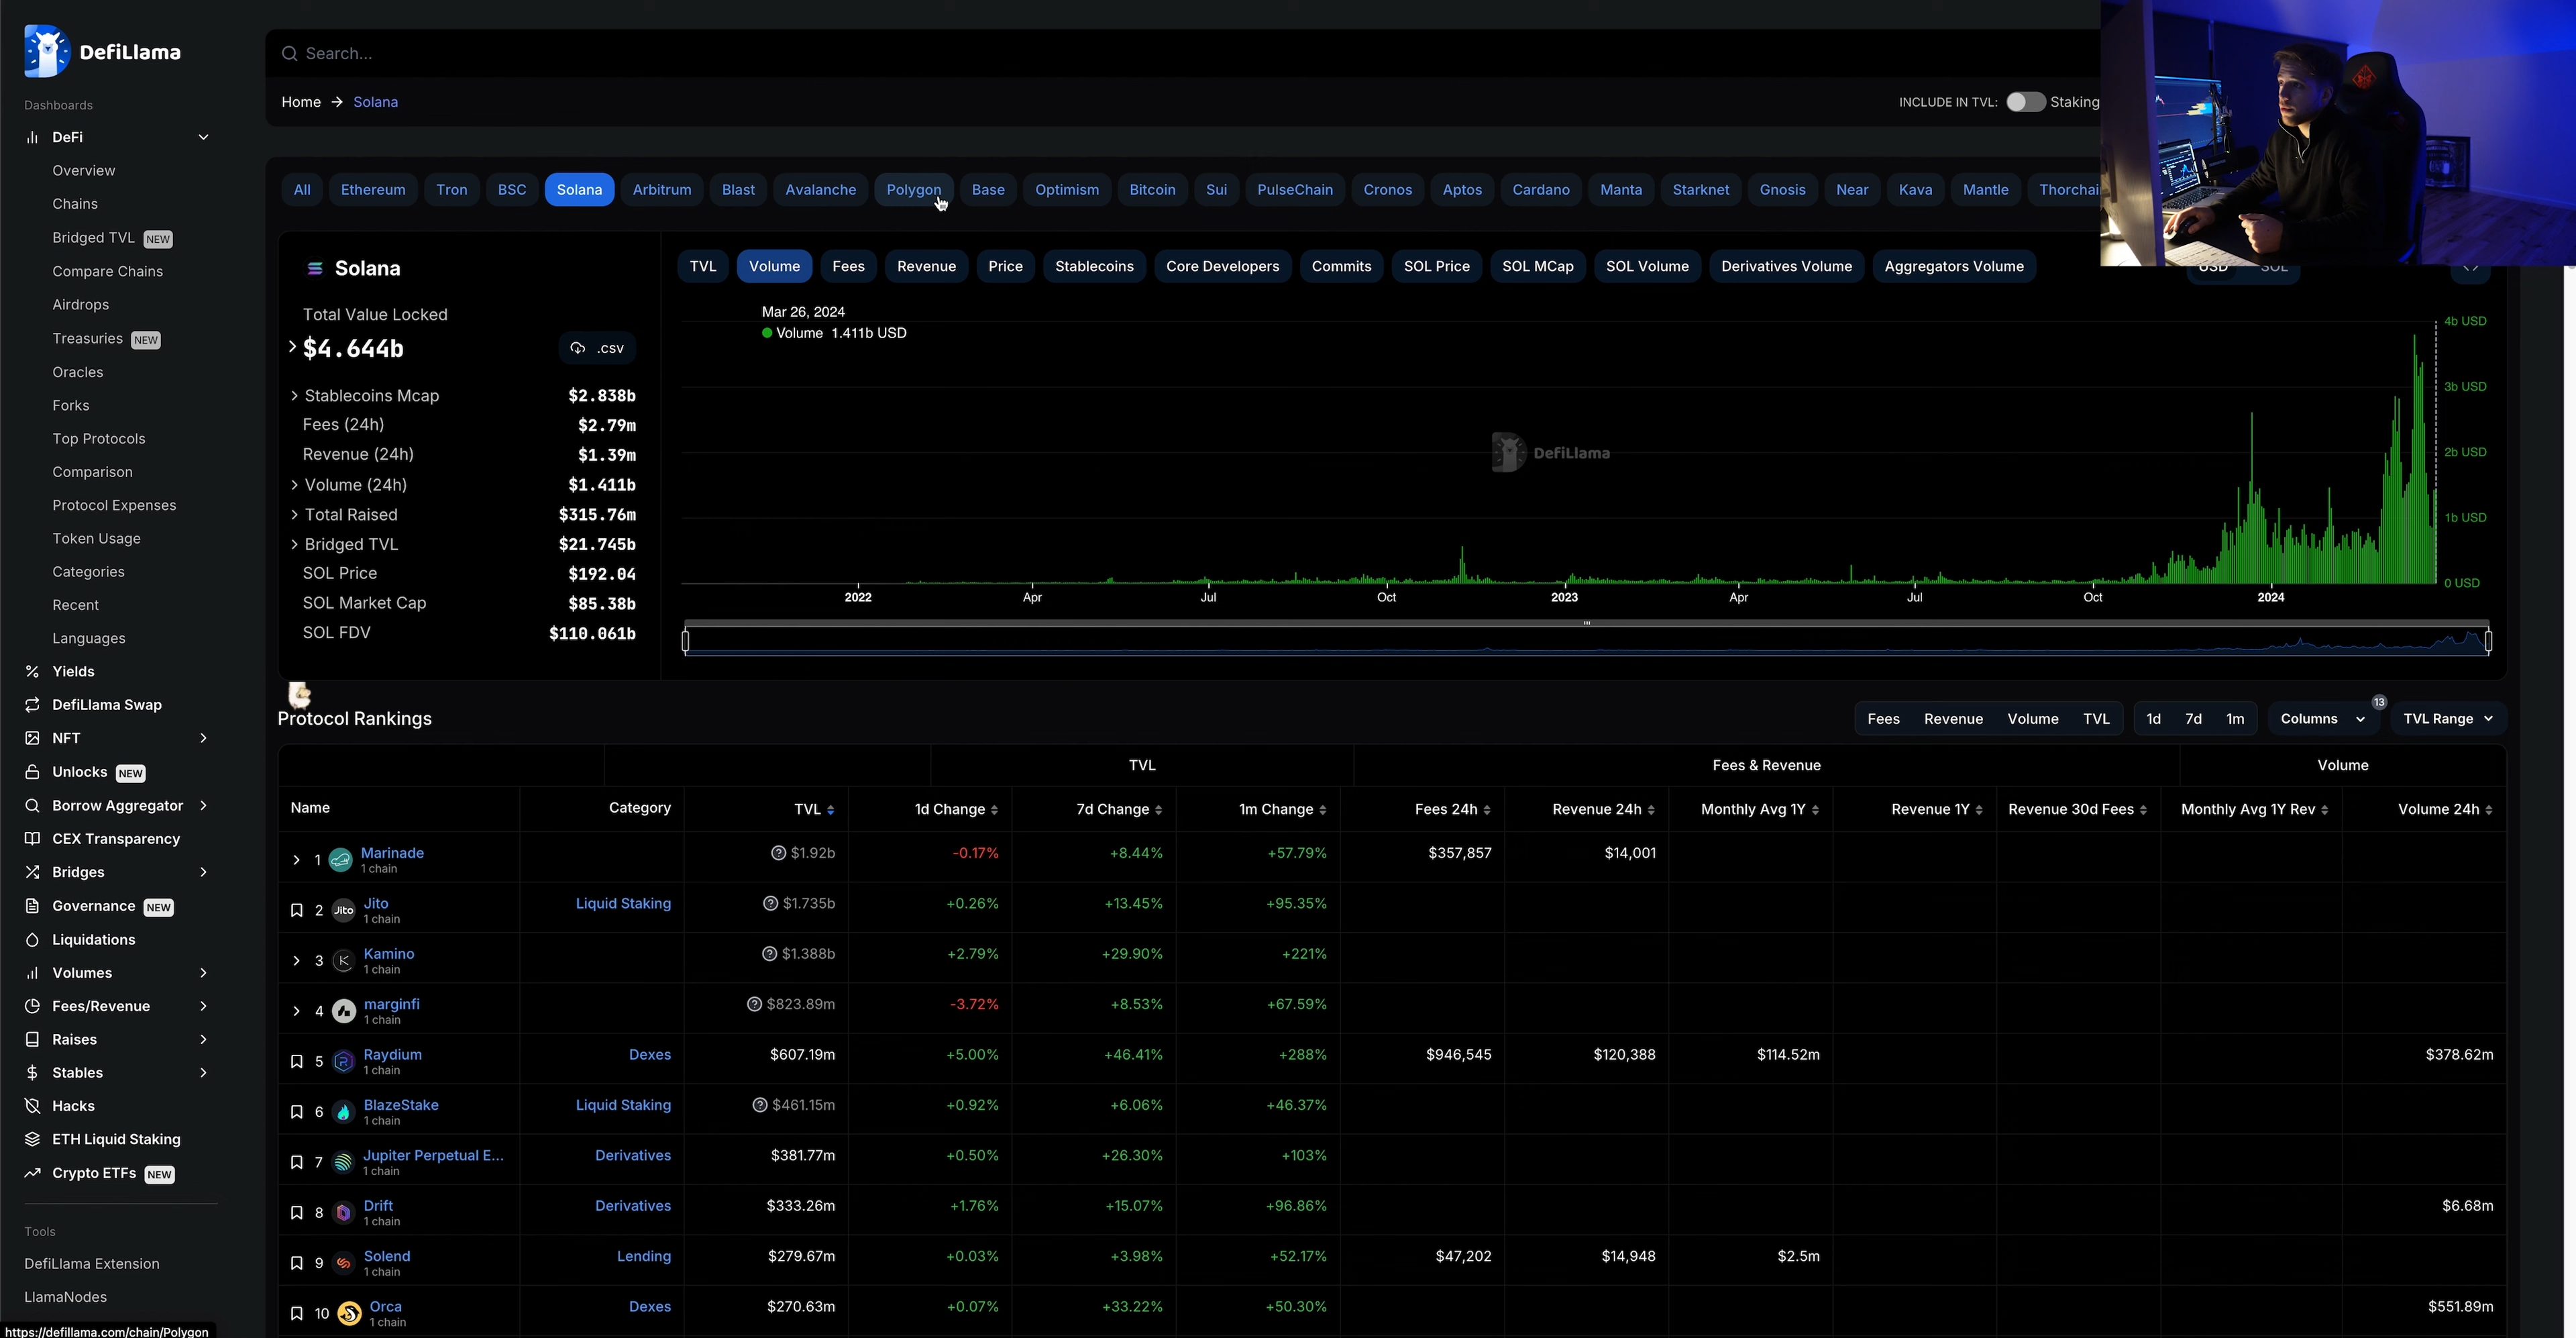 DefiLlama
Search...
Home → Solana
INCLUDE IN TVL: Staking
Dashboards
DeFi
Overview
Chains
Bridged TVL NEW
Compare Chains
Airdrops
Treasuries NEW
Oracles
Forks
Top Protocols
Comparison
Protocol Expenses
Token Usage
Categories
Recent
Languages
Yields
DefiLlama Swap
NFT
Unlocks NEW
Borrow Aggregator
CEX Transparency
Bridges
Governance NEW
Liquidations
Volumes
Fees/Revenue
Raises
Stables
Hacks
ETH Liquid Staking
Crypto ETFs NEW
Tools
DefiLlama Extension
LlamaNodes
https://defillama.com/chain/Polygon
All Ethereum Tron BSC Solana Arbitrum Blast Avalanche Polygon Base Optimism Bitcoin Sui PulseChain Cronos Aptos Cardano Manta Starknet Gnosis Near Kava Mantle Thorchai
Solana
Total Value Locked
$4.644b .csv
Stablecoins Mcap $2.838b
Fees (24h) $2.79m
Revenue (24h) $1.39m
Volume (24h) $1.411b
Total Raised $315.76m
Bridged TVL $21.745b
SOL Price $192.04
SOL Market Cap $85.38b
SOL FDV $110.061b
TVL Volume Fees Revenue Price Stablecoins Core Developers Commits SOL Price SOL MCap SOL Volume Derivatives Volume Aggregators Volume USD SOL
Mar 26, 2024
Volume 1.411b USD
4b USD
3b USD
2b USD
1b USD
0 USD
DefiLlama
2022 Apr Jul Oct 2023 Apr Jul Oct 2024
Protocol Rankings
Fees Revenue Volume TVL 1d 7d 1m Columns 13 TVL Range
TVL Fees & Revenue Volume
Name Category TVL 1d Change 7d Change 1m Change Fees 24h Revenue 24h Monthly Avg 1Y Revenue 1Y Revenue 30d Fees Monthly Avg 1Y Rev Volume 24h
1 Marinade $1.92b -0.17% +8.44% +57.79% $357,857 $14,001
1 chain
2 Jito Jito Liquid Staking $1.735b +0.26% +13.45% +95.35%
1 chain
3 Kamino $1.388b +2.79% +29.90% +221%
1 chain
4 marginfi $823.89m -3.72% +8.53% +67.59%
1 chain
5 Raydium Dexes $607.19m +5.00% +46.41% +288% $946,545 $120,388 $114.52m $378.62m
1 chain
6 BlazeStake Liquid Staking $461.15m +0.92% +6.06% +46.37%
1 chain
7 Jupiter Perpetual E... Derivatives $381.77m +0.50% +26.30% +103%
1 chain
8 Drift Derivatives $333.26m +1.76% +15.07% +96.86% $6.68m
1 chain
9 Solend Lending $279.67m +0.03% +3.98% +52.17% $47,202 $14,948 $2.5m
1 chain
10 Orca Dexes $270.63m +0.07% +33.22% +50.30% $551.89m
1 chain